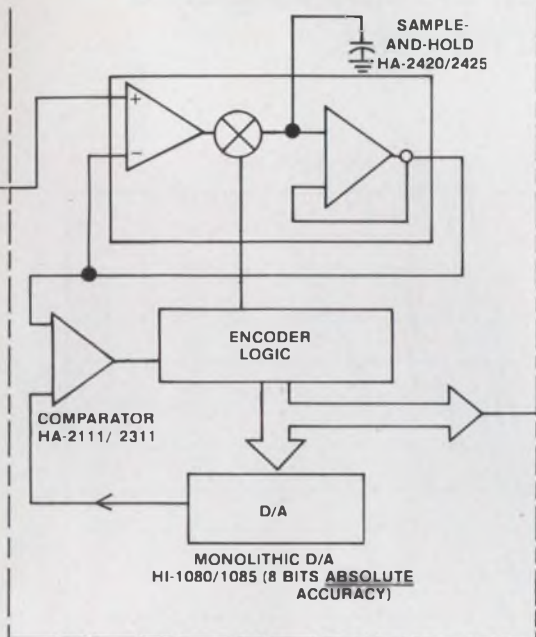 SAMPLE-
AND-HOLD
HA-2420/2425
+
−
ENCODER
LOGIC
COMPARATOR
HA-2111/ 2311
D/A
MONOLITHIC D/A
HI-1080/1085 (8 BITS ABSOLUTE
ACCURACY)